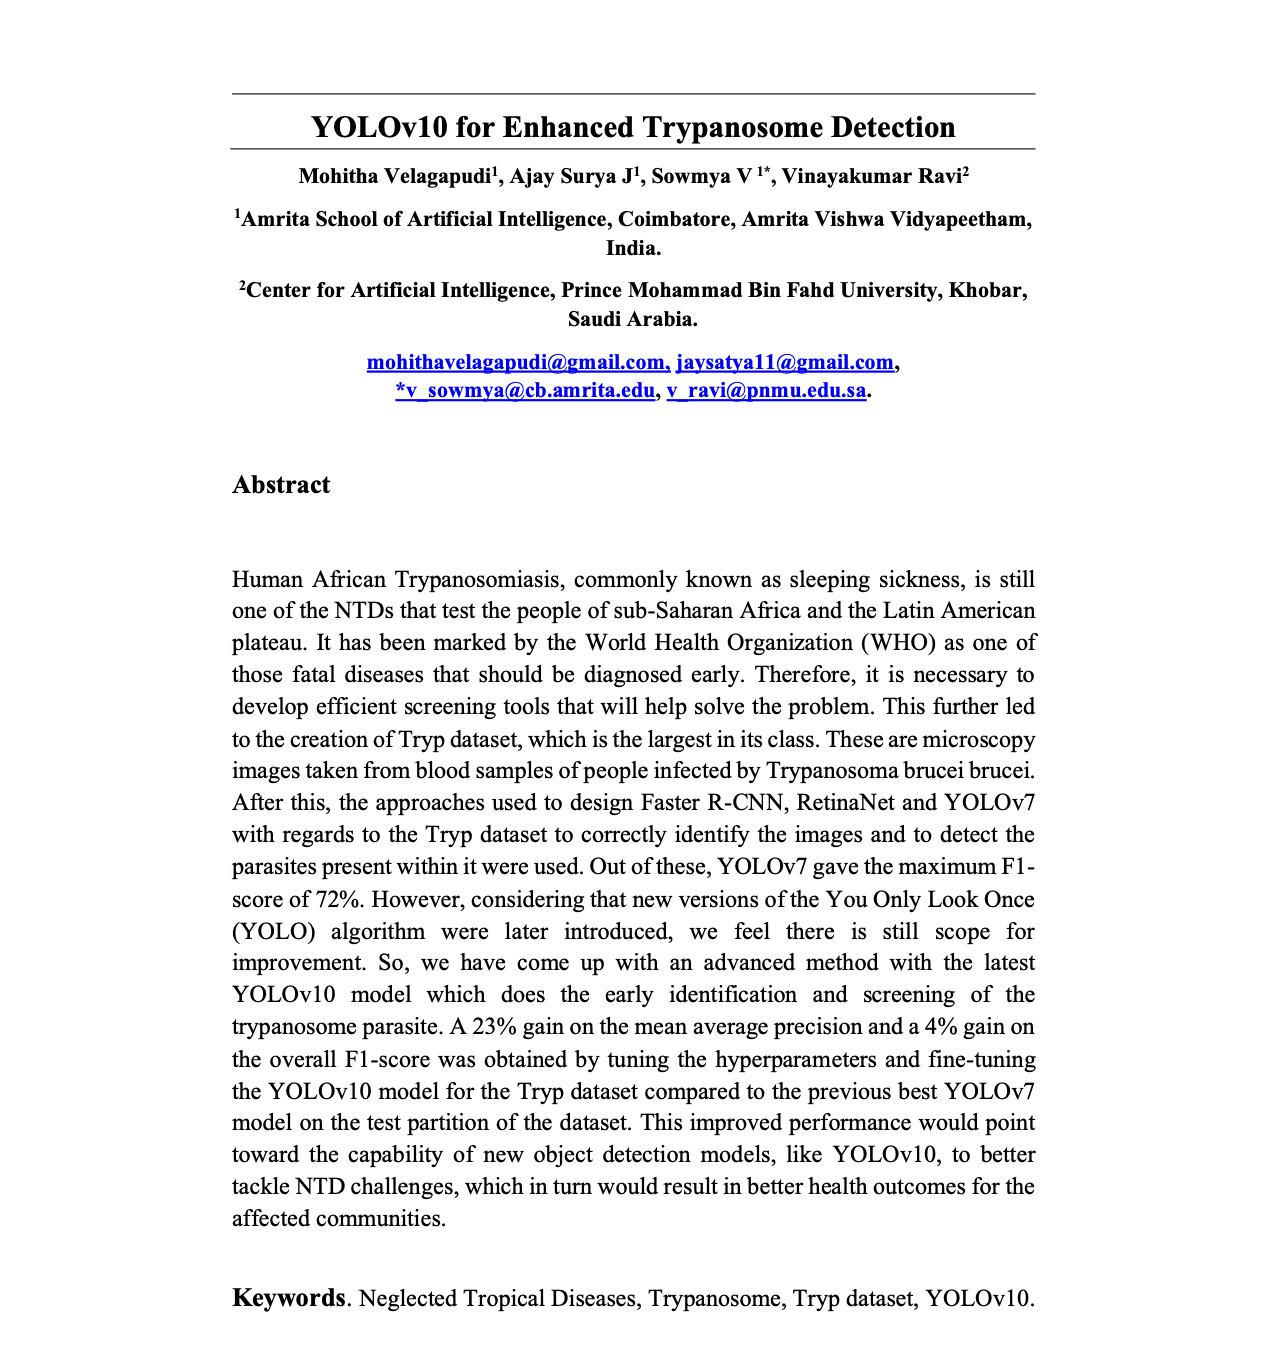 YOLOv10 for Enhanced Trypanosome Detection
Mohitha Velagapudi¹, Ajay Surya J¹, Sowmya V ¹*, Vinayakumar Ravi²
¹Amrita School of Artificial Intelligence, Coimbatore, Amrita Vishwa Vidyapeetham,
India.
²Center for Artificial Intelligence, Prince Mohammad Bin Fahd University, Khobar,
Saudi Arabia.
mohithavelagapudi@gmail.com, jaysatya11@gmail.com,
*v_sowmya@cb.amrita.edu, v_ravi@pnmu.edu.sa.
Abstract
Human African Trypanosomiasis, commonly known as sleeping sickness, is still
one of the NTDs that test the people of sub-Saharan Africa and the Latin American
plateau. It has been marked by the World Health Organization (WHO) as one of
those fatal diseases that should be diagnosed early. Therefore, it is necessary to
develop efficient screening tools that will help solve the problem. This further led
to the creation of Tryp dataset, which is the largest in its class. These are microscopy
images taken from blood samples of people infected by Trypanosoma brucei brucei.
After this, the approaches used to design Faster R-CNN, RetinaNet and YOLOv7
with regards to the Tryp dataset to correctly identify the images and to detect the
parasites present within it were used. Out of these, YOLOv7 gave the maximum F1-
score of 72%. However, considering that new versions of the You Only Look Once
(YOLO) algorithm were later introduced, we feel there is still scope for
improvement. So, we have come up with an advanced method with the latest
YOLOv10 model which does the early identification and screening of the
trypanosome parasite. A 23% gain on the mean average precision and a 4% gain on
the overall F1-score was obtained by tuning the hyperparameters and fine-tuning
the YOLOv10 model for the Tryp dataset compared to the previous best YOLOv7
model on the test partition of the dataset. This improved performance would point
toward the capability of new object detection models, like YOLOv10, to better
tackle NTD challenges, which in turn would result in better health outcomes for the
affected communities.
Keywords. Neglected Tropical Diseases, Trypanosome, Tryp dataset, YOLOv10.